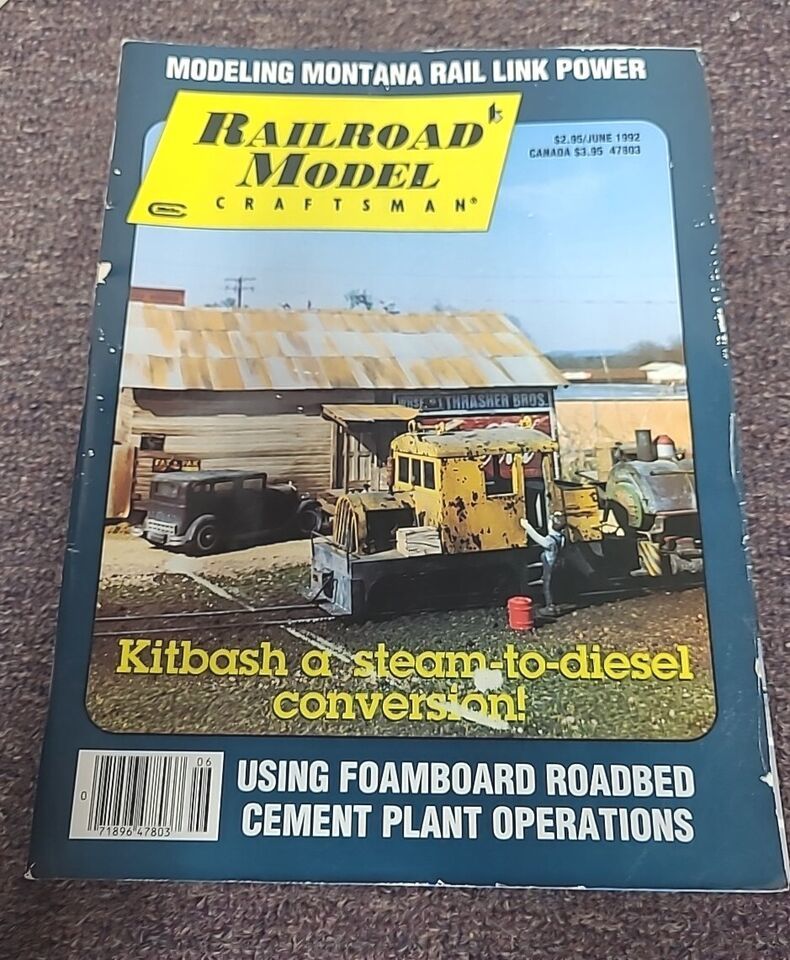 MODELING MONTANA RAIL LINK POWER
RAILROAD
MODEL
CRAFTSMAN®
$2.95/JUNE 1992
CANADA $3.95 47803
THRASHER BROS.
Kitbash a steam-to-diesel
conversion!
06
0
71896 47803
USING FOAMBOARD ROADBED
CEMENT PLANT OPERATIONS